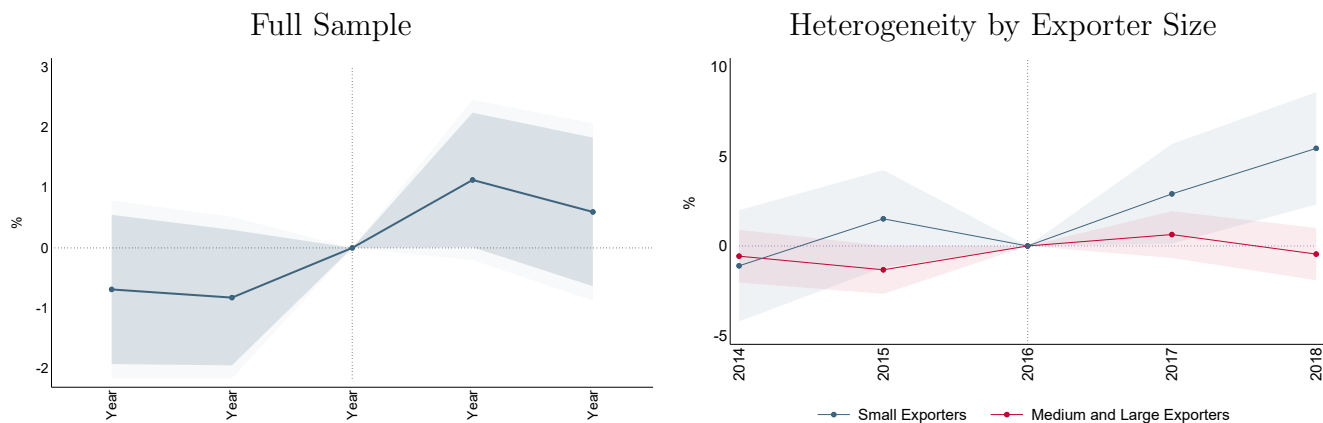 Full Sample
3
2
1
0
-1
-2
%
Year
Year
Year
Year
Year
Heterogeneity by Exporter Size
10
5
0
-5
%
2014
2015
2016
2017
2018
Small Exporters
Medium and Large Exporters